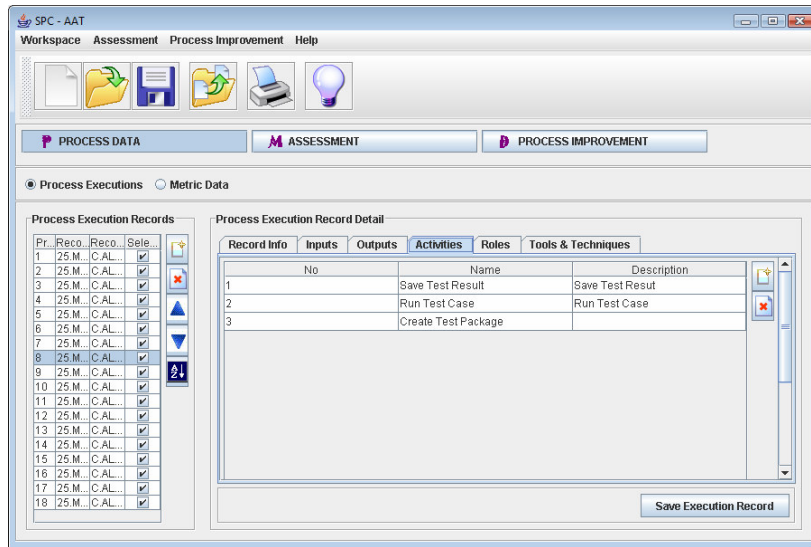 SPC - AAT
Workspace Assessment Process Improvement Help
P PROCESS DATA M ASSESSMENT PROCESS IMPROVEMENT
Process Executions Metric Data
Process Execution Records Process Execution Record Detail
Record Info Inputs Outputs Activities Roles Tools & Techniques
Pr... Reco... Reco... Sele...
No Name Description
1 25.M... C.AL...
2 25.M... C.AL...
3 25.M... C.AL...
4 25.M... C.AL...
5 25.M... C.AL...
6 25.M... C.AL...
7 25.M... C.AL...
8 25.M... C.AL...
9 25.M... C.AL...
10 25.M... C.AL...
11 25.M... C.AL...
12 25.M... C.AL...
13 25.M... C.AL...
14 25.M... C.AL...
15 25.M... C.AL...
16 25.M... C.AL...
17 25.M... C.AL...
18 25.M... C.AL...
1 Save Test Result Save Test Resut
2 Run Test Case Run Test Case
3 Create Test Package
Save Execution Record